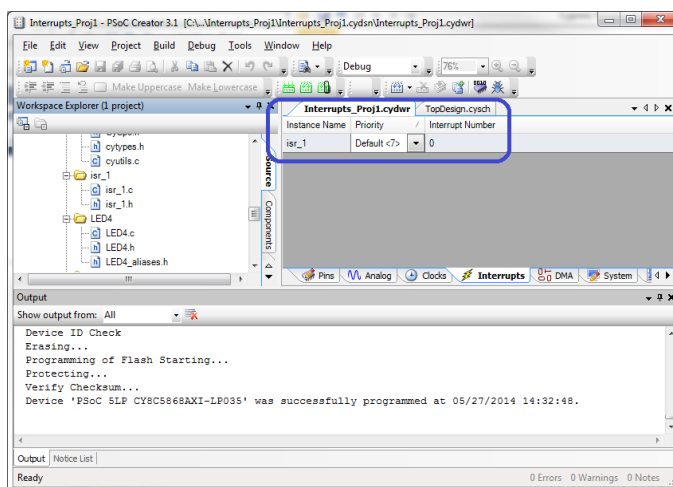 Interrupts_Proj1 - PSoC Creator 3.1 [C:\...\Interrupts_Proj1\Interrupts_Proj1.cydsn\Interrupts_Proj1.cydwr]
File Edit View Project Build Debug Tools Window Help
Debug 76%
Make Uppercase Make Lowercase
Workspace Explorer (1 project)
cytypes.h
cyutils.c
isr_1
isr_1.c
isr_1.h
LED4
LED4.c
LED4.h
LED4_aliases.h
Source
Components
Interrupts_Proj1.cydwr TopDesign.cysch
Instance Name Priority Interrupt Number
isr_1 Default <7> 0
Pins Analog Clocks Interrupts DMA System
Output
Show output from: All
Device ID Check
Erasing...
Programming of Flash Starting...
Protecting...
Verify Checksum...
Device 'PSoC 5LP CY8C5868AXI-LP035' was successfully programmed at 05/27/2014 14:32:48.
Output Notice List
Ready 0 Errors 0 Warnings 0 Notes